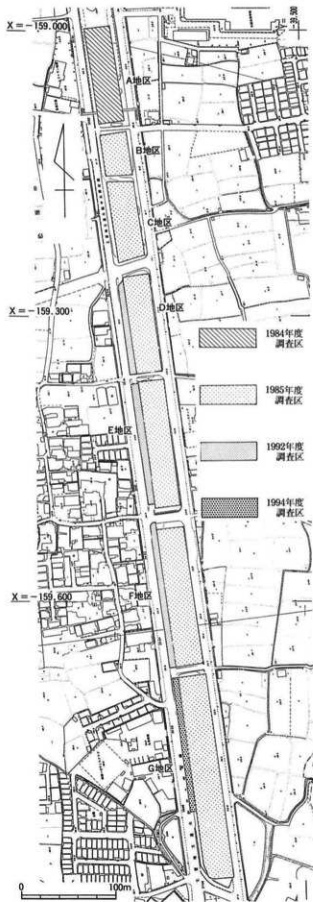 X=-159.000
A地区
B地区
C地区
D地区
X=-159.300
1984年度
調査区
1985年度
調査区
E地区
1992年度
調査区
1994年度
調査区
X=-159.600
F地区
G地区
0
100m